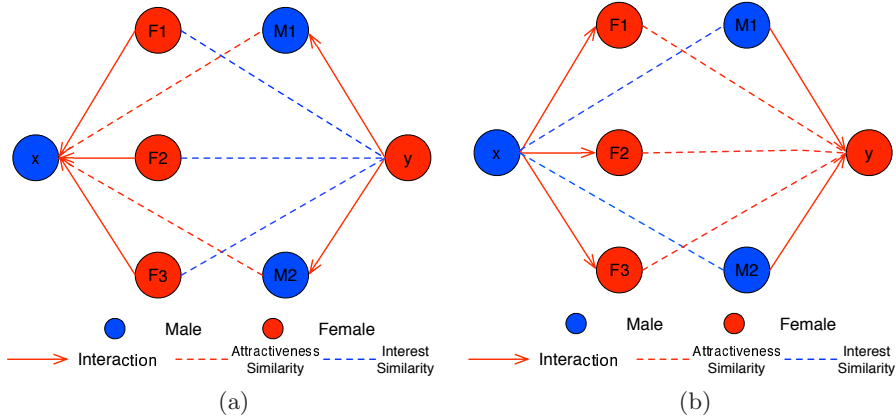 F1
M1
x
F2
y
F3
M2
Male
Female
Interaction
Attractiveness
Similarity
Interest
Similarity
(a)
F1
M1
x
F2
y
F3
M2
Male
Female
Interaction
Attractiveness
Similarity
Interest
Similarity
(b)